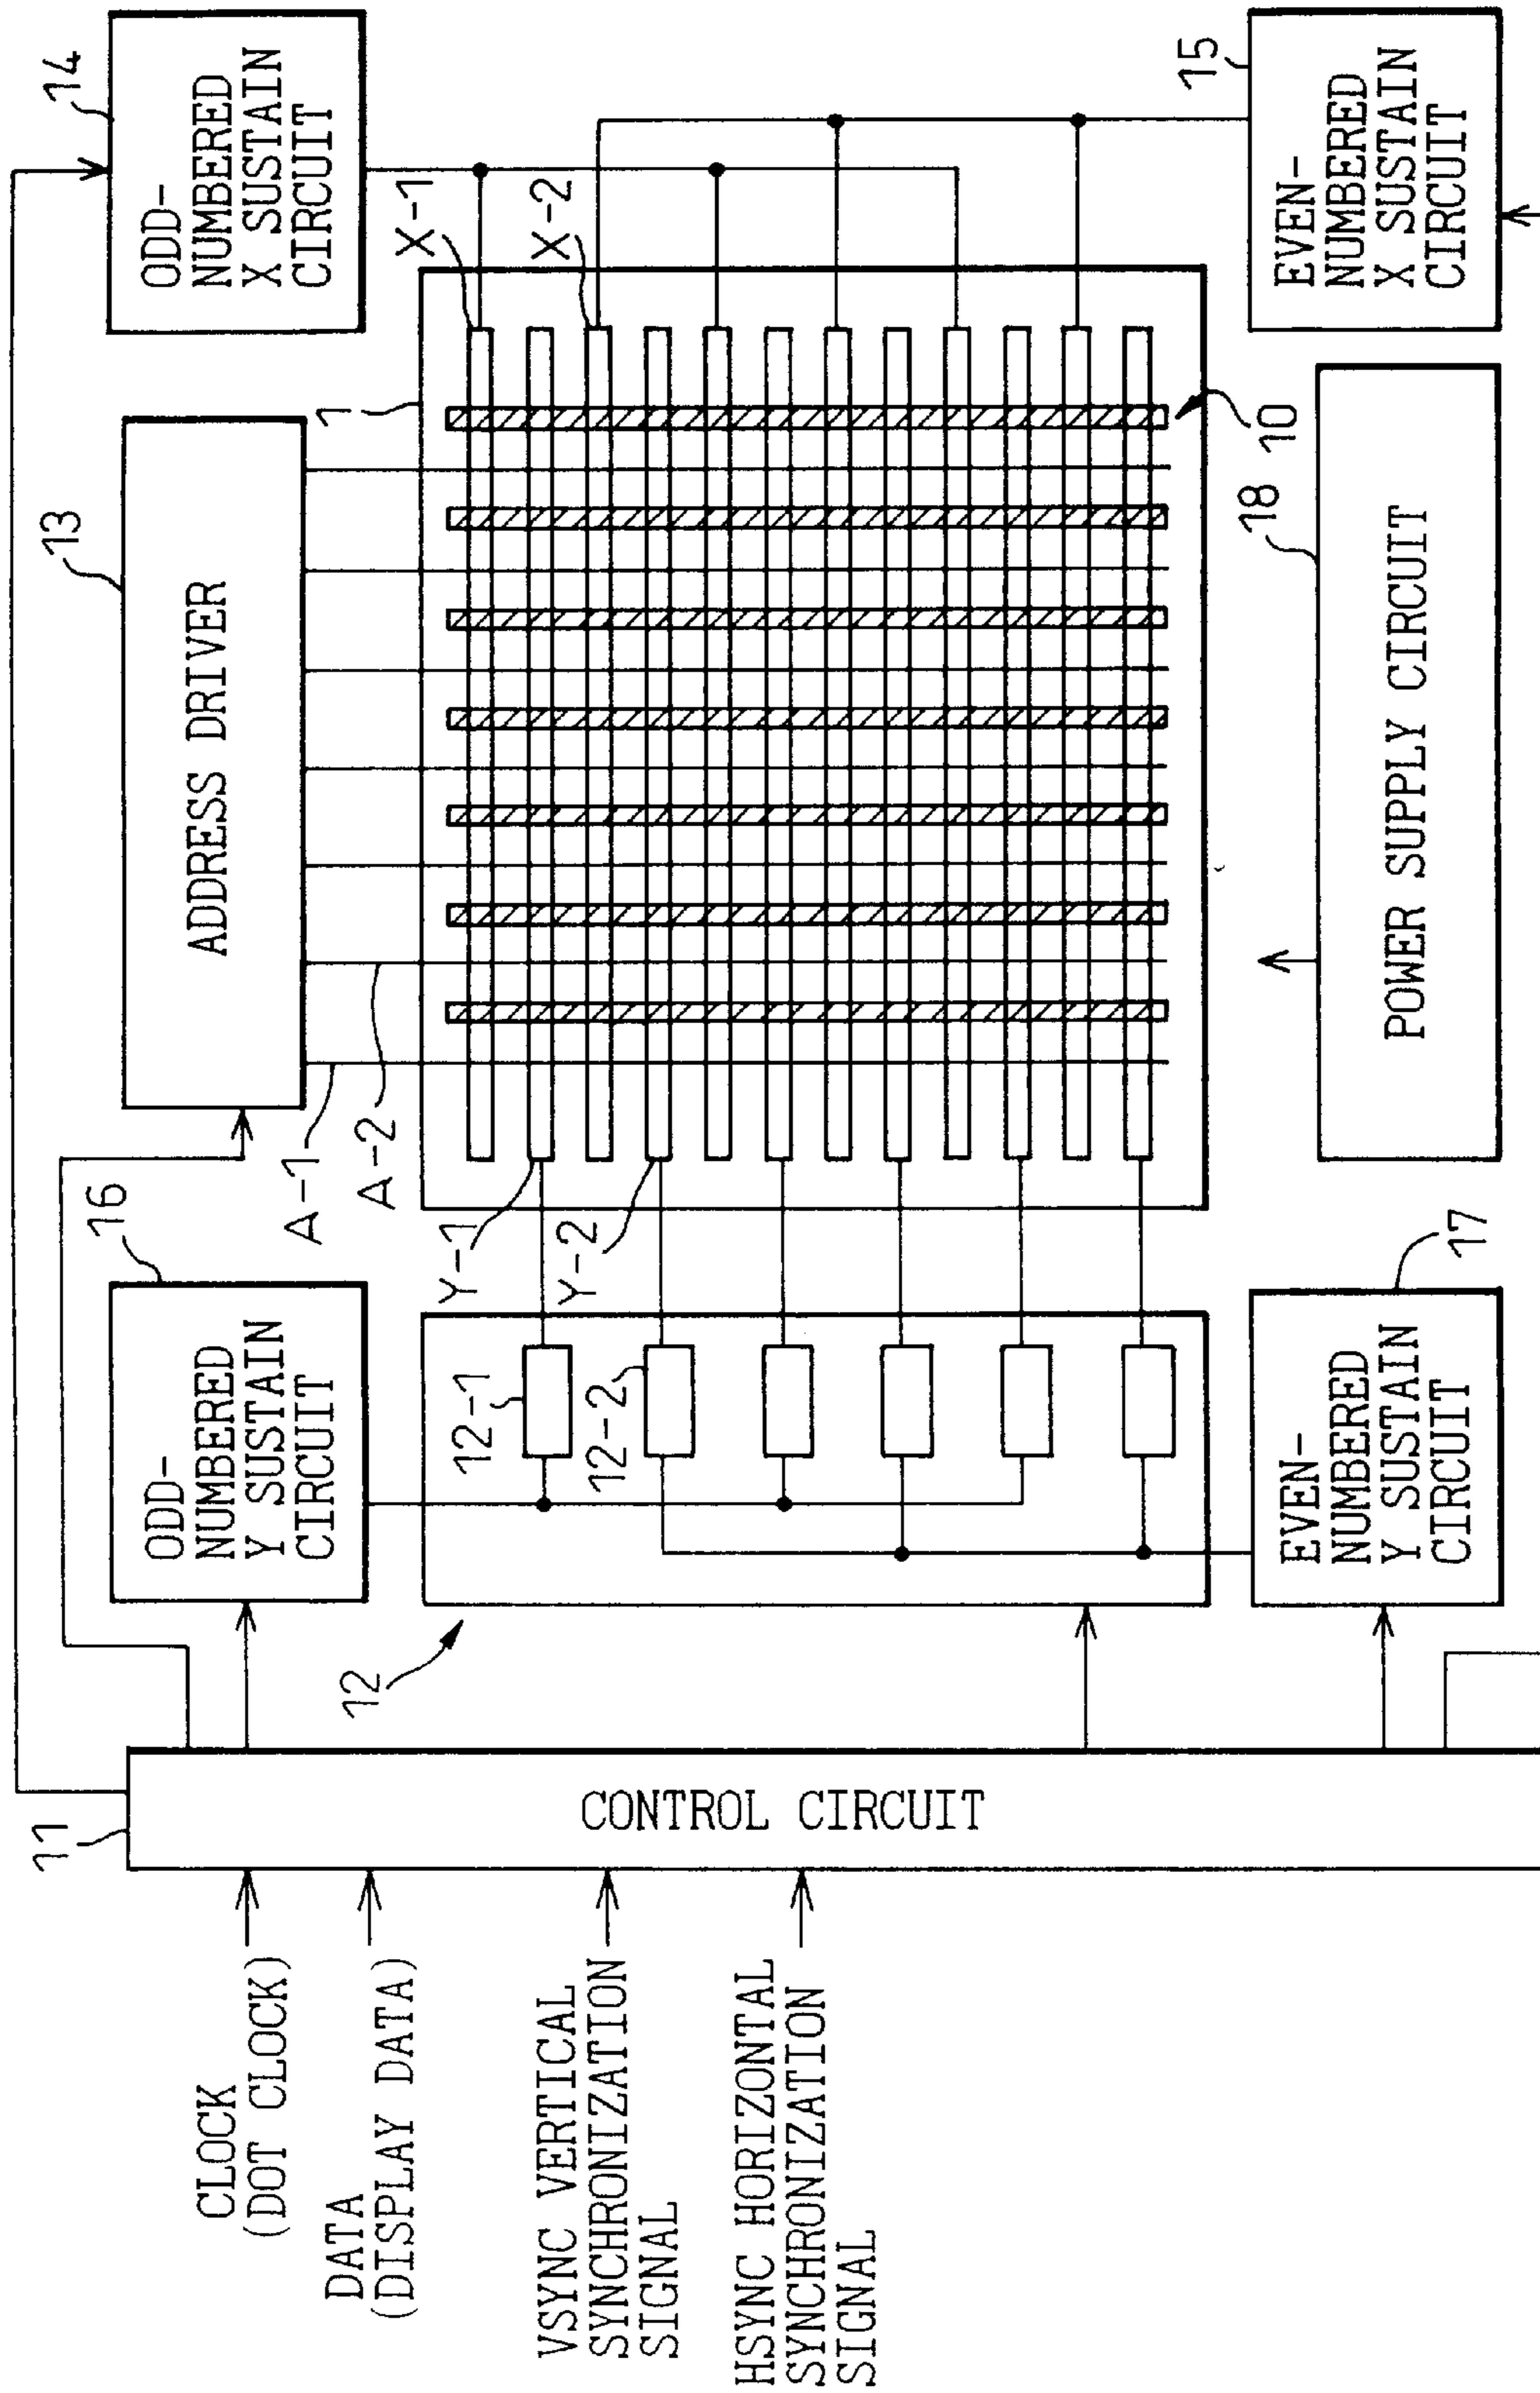 CLOCK
(DOT CLOCK)
DATA
(DISPLAY DATA)
VSYNC VERTICAL
SYNCHRONIZATION
SIGNAL
HSYNC HORIZONTAL
SYNCHRONIZATION
SIGNAL
11
CONTROL CIRCUIT
16
ODD-
NUMBERED
Y SUSTAIN
CIRCUIT
12
12-1
12-2
EVEN-
NUMBERED
Y SUSTAIN
CIRCUIT
17
A-1
A-2
Y-1
Y-2
13
ADDRESS DRIVER
1
10
18
POWER SUPPLY CIRCUIT
14
ODD-
NUMBERED
X SUSTAIN
CIRCUIT
X-1
X-2
15
EVEN-
NUMBERED
X SUSTAIN
CIRCUIT